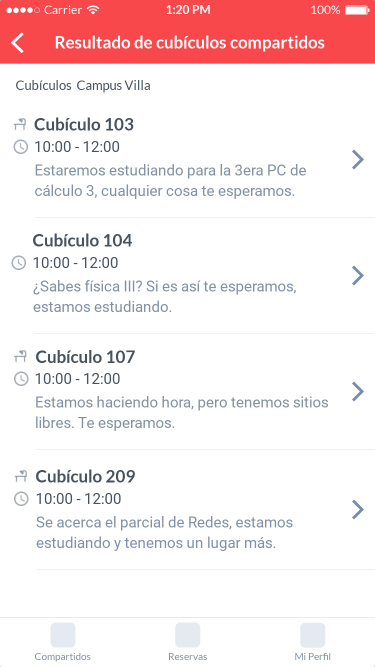 Carrier 1:20 PM 100%
Resultado de cubículos compartidos
Cubículos Campus Villa
Cubículo 103
10:00 - 12:00
Estaremos estudiando para la 3era PC de
cálculo 3, cualquier cosa te esperamos.
Cubículo 104
10:00 - 12:00
¿Sabes física III? Si es así te esperamos,
estamos estudiando.
Cubículo 107
10:00 - 12:00
Estamos haciendo hora, pero tenemos sitios
libres. Te esperamos.
Cubículo 209
10:00 - 12:00
Se acerca el parcial de Redes, estamos
estudiando y tenemos un lugar más.
Compartidos Reservas Mi Perfil